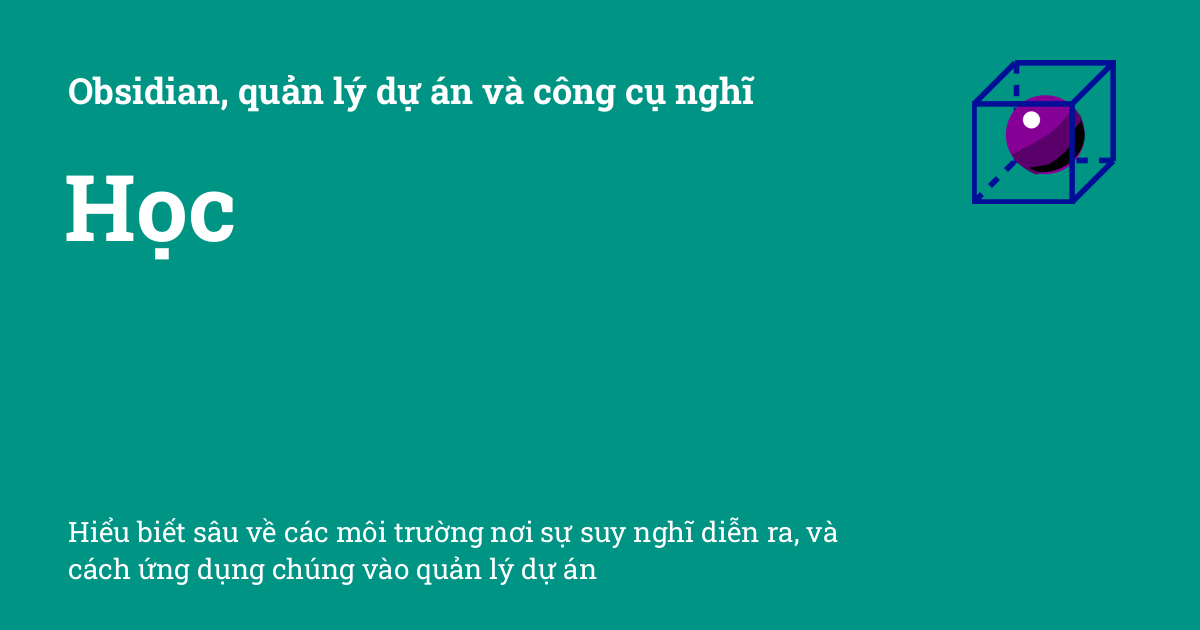 Obsidian, quản lý dự án và công cụ nghĩ
Học
Hiểu biết sâu về các môi trường nơi sự suy nghĩ diễn ra, và
cách ứng dụng chúng vào quản lý dự án